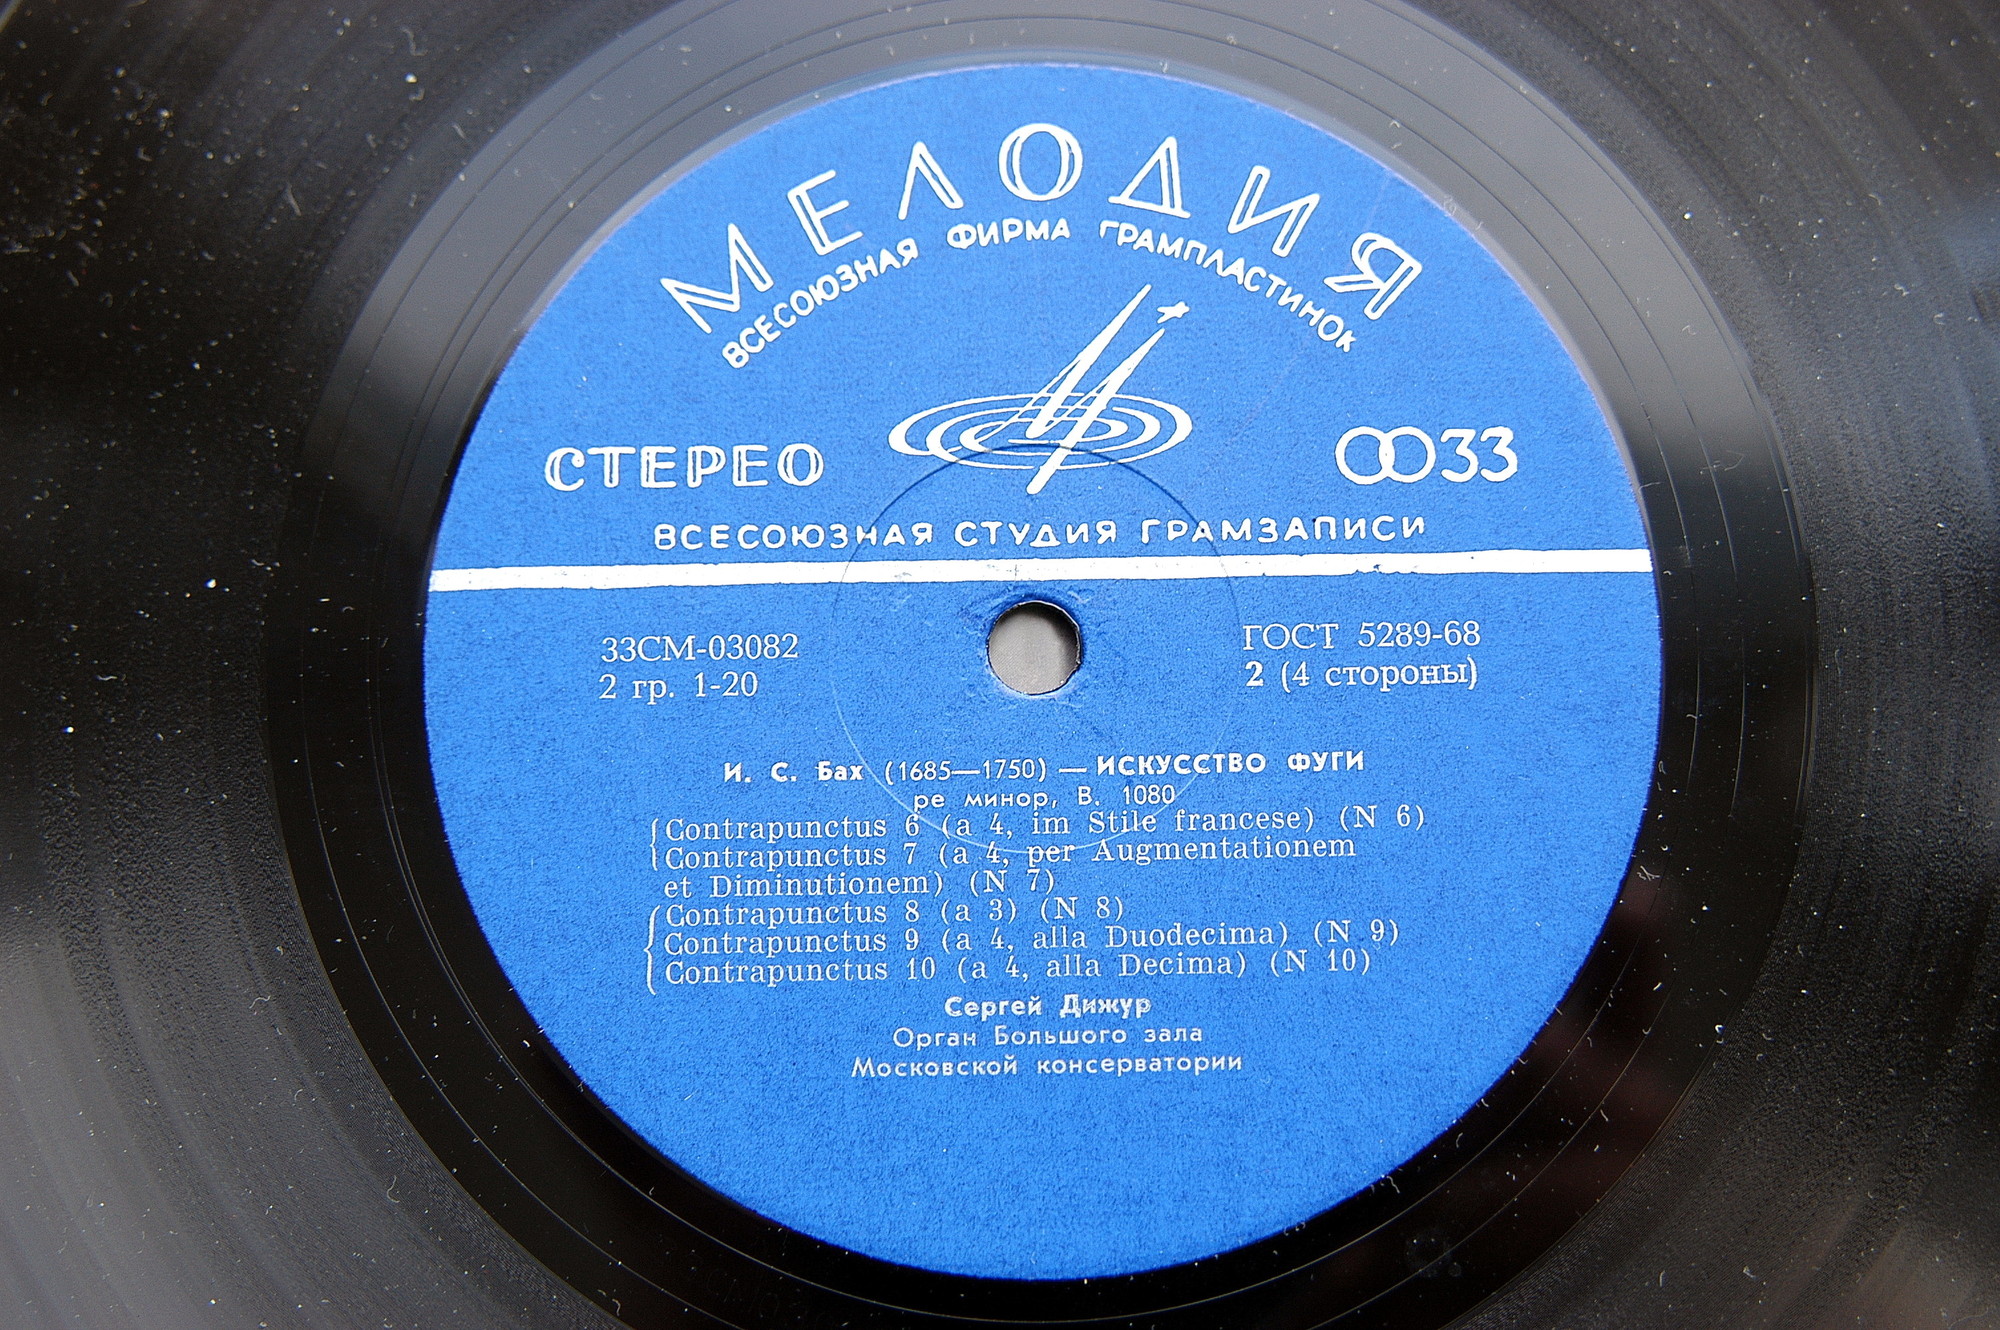 МЕЛОДИЯ
ВСЕСОЮЗНАЯ ФИРМА ГРАМПЛАСТИНОК
СТЕРЕО
33
ВСЕСОЮЗНАЯ СТУДИЯ ГРАМЗАПИСИ
33СМ-03082
2 гр. 1-20
ГОСТ 5289-68
2 (4 стороны)
И. С. Бах (1685—1750) — ИСКУССТВО ФУГИ
ре минор, В. 1080
Contrapunctus 6 (a 4, im Stile francese) (N 6)
Contrapunctus 7 (a 4, per Augmentationem
et Diminutionem) (N 7)
Contrapunctus 8 (a 3) (N 8)
Contrapunctus 9 (a 4, alla Duodecima) (N 9)
Contrapunctus 10 (a 4, alla Decima) (N 10)
Сергей Дижур
Орган Большого зала
Московской консерватории